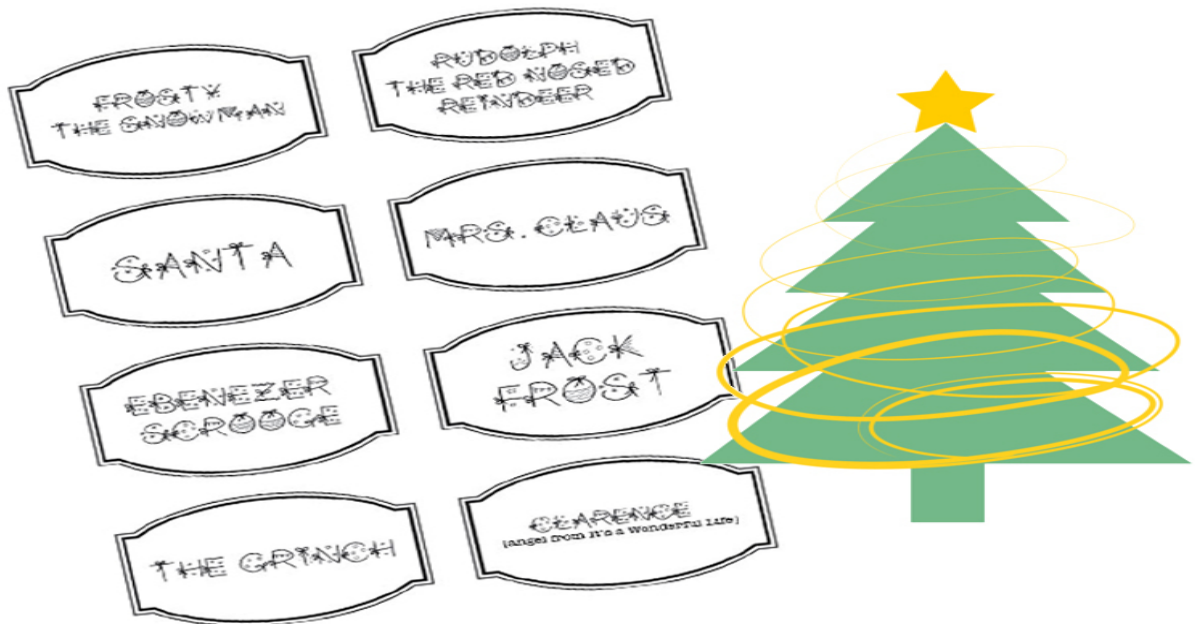 FROSTY
THE SNOWMAN
RUDOLPH
THE RED NOSED
REINDEER
SANTA
MRS. CLAUS
EBENEZER
SCROOGE
JACK
FROST
THE GRINCH
CLARENCE
(angel from It's a Wonderful Life)